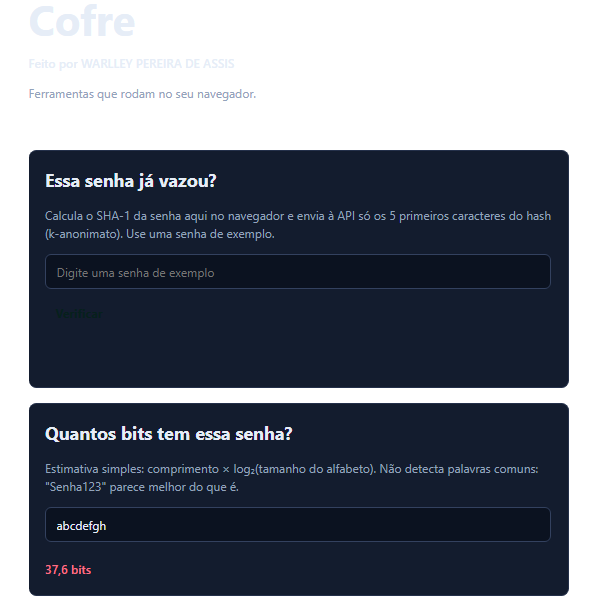 Cofre
Feito por WARLLEY PEREIRA DE ASSIS
Ferramentas que rodam no seu navegador.
Essa senha já vazou?
Calcula o SHA-1 da senha aqui no navegador e envia à API só os 5 primeiros caracteres do hash
(k-anonimato). Use uma senha de exemplo.
Digite uma senha de exemplo
Verificar
Quantos bits tem essa senha?
Estimativa simples: comprimento × log₂(tamanho do alfabeto). Não detecta palavras comuns:
"Senha123" parece melhor do que é.
abcdefgh
37,6 bits